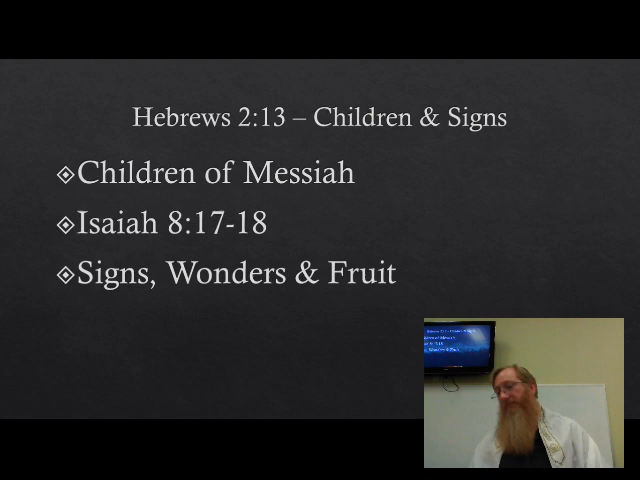 Hebrews 2:13 – Children & Signs
Children of Messiah
Isaiah 8:17-18
Signs, Wonders & Fruit